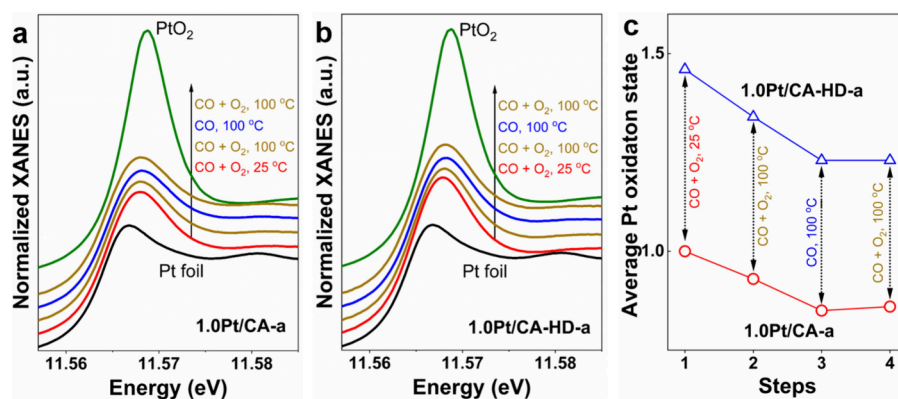 a
PtO2
CO + O2, 100 °C
CO, 100 °C
CO + O2, 100 °C
CO + O2, 25 °C
Pt foil
1.0Pt/CA-a
Normalized XANES (a.u.)
11.56 11.57 11.58
Energy (eV)
b
PtO2
CO + O2, 100 °C
CO, 100 °C
CO + O2, 100 °C
CO + O2, 25 °C
Pt foil
1.0Pt/CA-HD-a
Normalized XANES (a.u.)
11.56 11.57 11.58
Energy (eV)
c
Average Pt oxidaton state
1.5
1.0
1.0Pt/CA-HD-a
CO + O2, 25 °C
CO + O2, 100 °C
CO, 100 °C
CO + O2, 100 °C
1.0Pt/CA-a
1 2 3 4
Steps